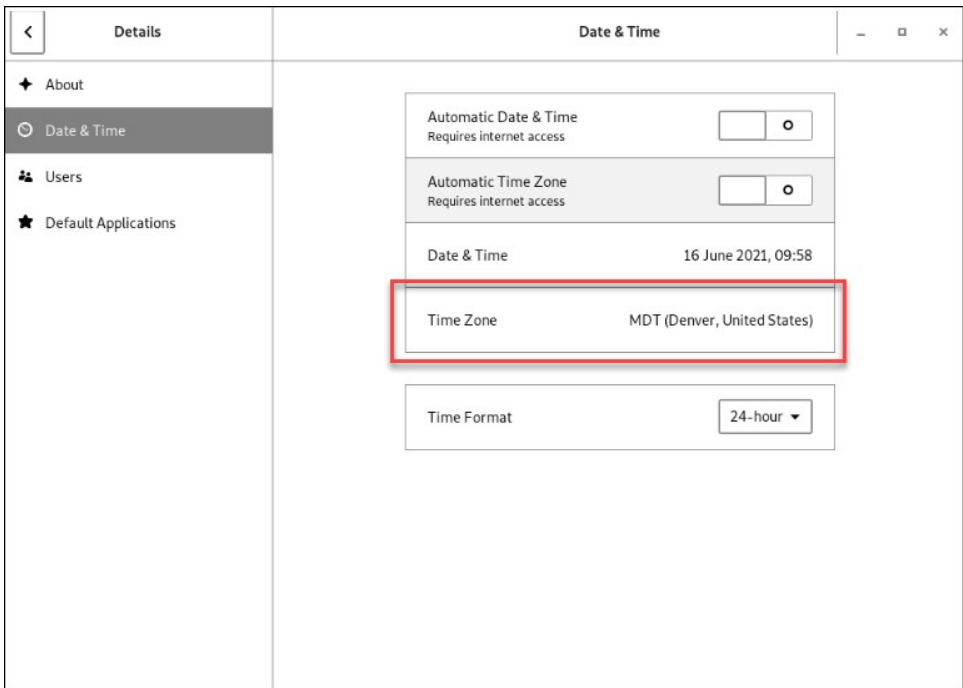 Details
Date & Time
About
Date & Time
Users
Default Applications
Automatic Date & Time
Requires internet access
Automatic Time Zone
Requires internet access
Date & Time 16 June 2021, 09:58
Time Zone MDT (Denver, United States)
Time Format 24-hour